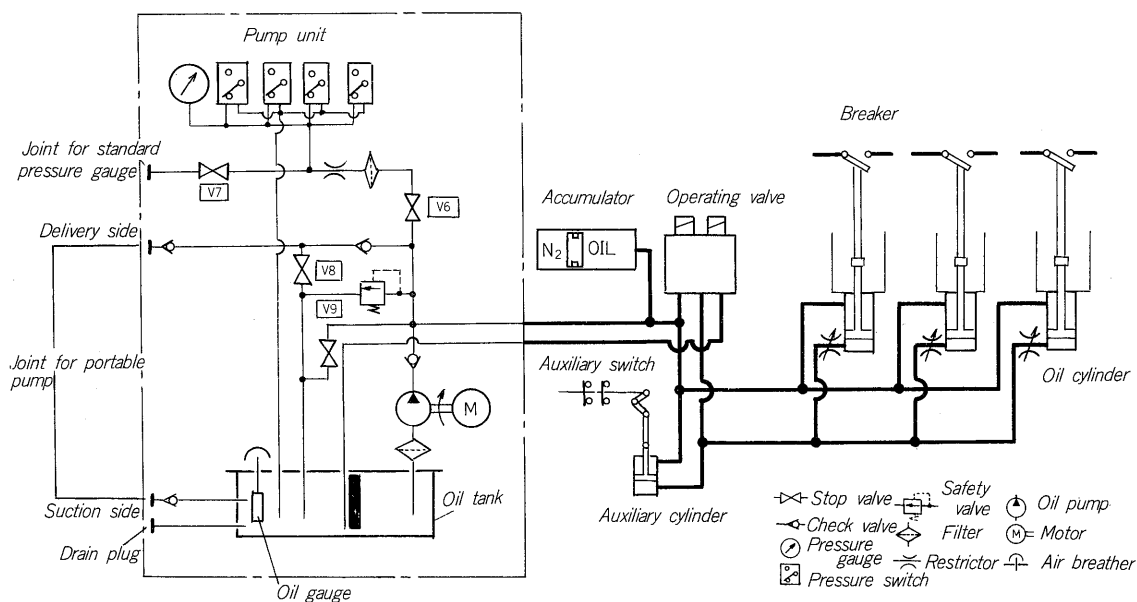 Pump unit
Joint for standard
pressure gauge
V7
V6
Delivery side
V8
V9
Joint for portable
pump
M
Suction side
Drain plug
Oil gauge
Oil tank
Accumulator
N2 OIL
Operating valve
Breaker
Auxiliary switch
Auxiliary cylinder
Oil cylinder
Stop valve
Check valve
Pressure
gauge
Pressure switch
Safety
valve
Filter
Restrictor
Oil pump
M Motor
Air breather